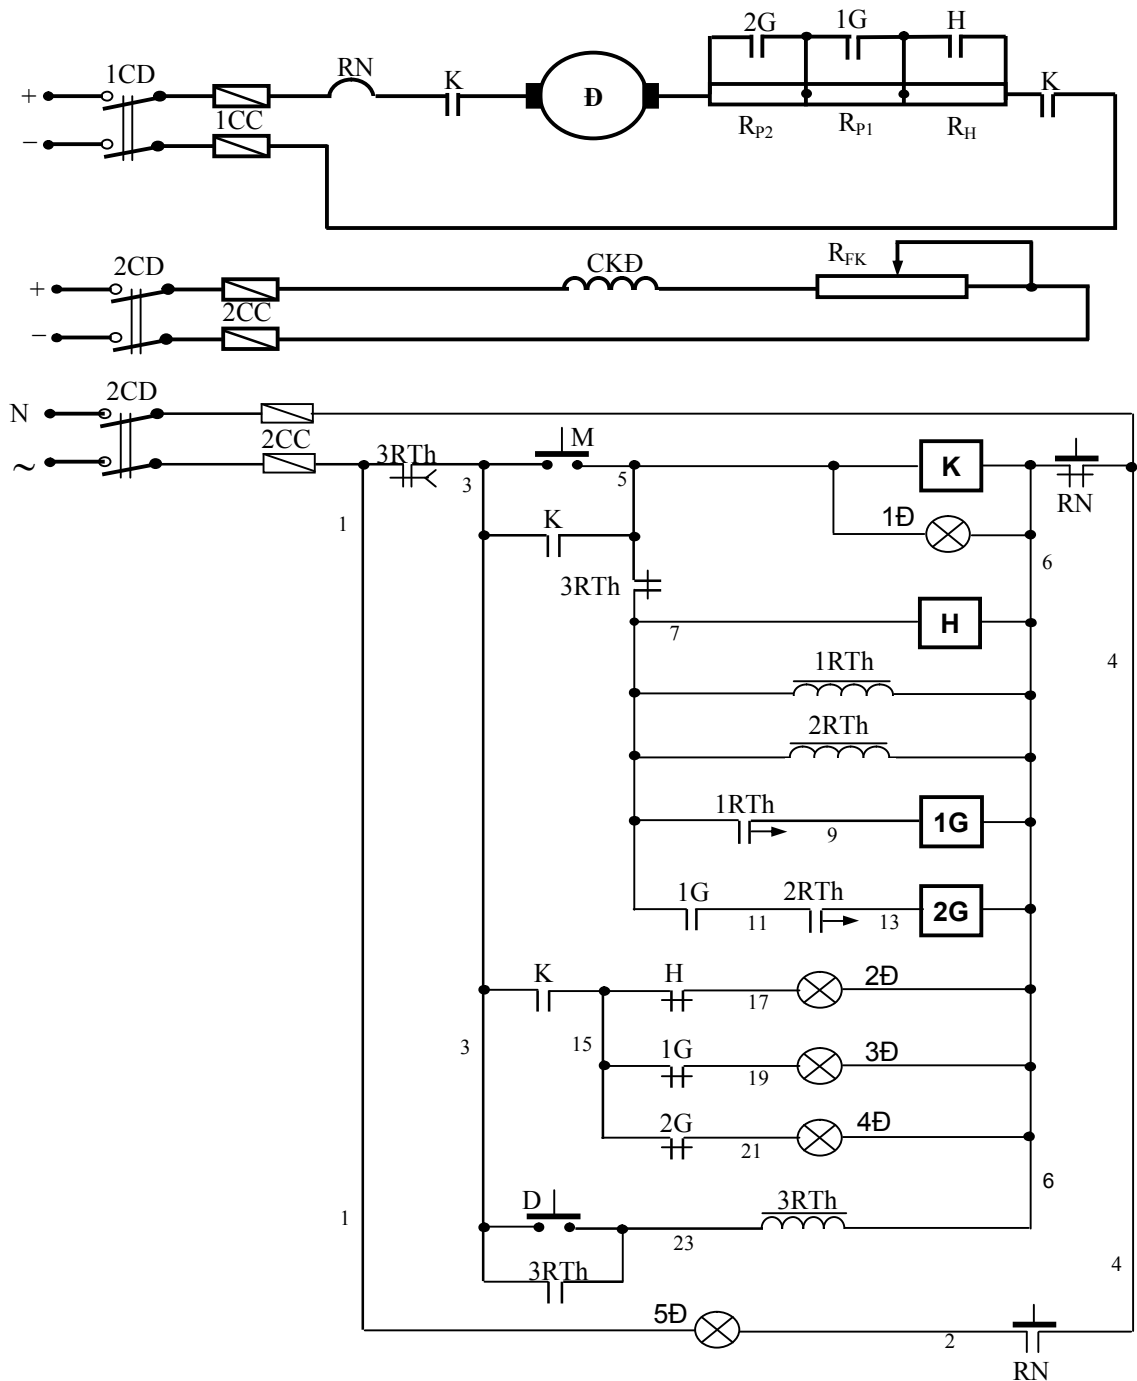 2G 1G H
1CD RN K Đ K
+
1CC RP2 RP1 RH
−
2CD CKĐ RFK
+
2CC
−
2CD
N
2CC 3RTh M
~ 3 5 K
RN
1 K 1Đ
6
3RTh
7 H
4
1RTh
2RTh
1RTh
9 1G
1G 2RTh
11 13 2G
K H 2Đ
17
3 15 1G 3Đ
19
2G 4Đ
21
6
D 3RTh
1
23
3RTh 4
5Đ
2
RN